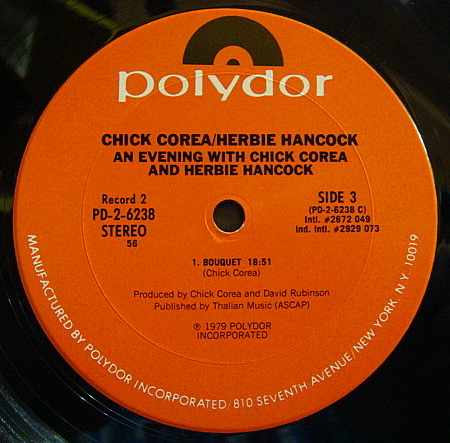 polydor
CHICK COREA/HERBIE HANCOCK
AN EVENING WITH CHICK COREA
AND HERBIE HANCOCK
Record 2
PD-2-6238
STEREO
56
SIDE 3
(PD-2-6238 C)
Intl. #2672 049
Ind. Intl. #2929 073
1. BOUQUET 18:51
(Chick Corea)
Produced by Chick Corea and David Rubinson
Published by Thalian Music (ASCAP)
℗ 1979 POLYDOR
INCORPORATED
MANUFACTURED BY POLYDOR INCORPORATED/810 SEVENTH AVENUE/NEW YORK, N.Y. 10019